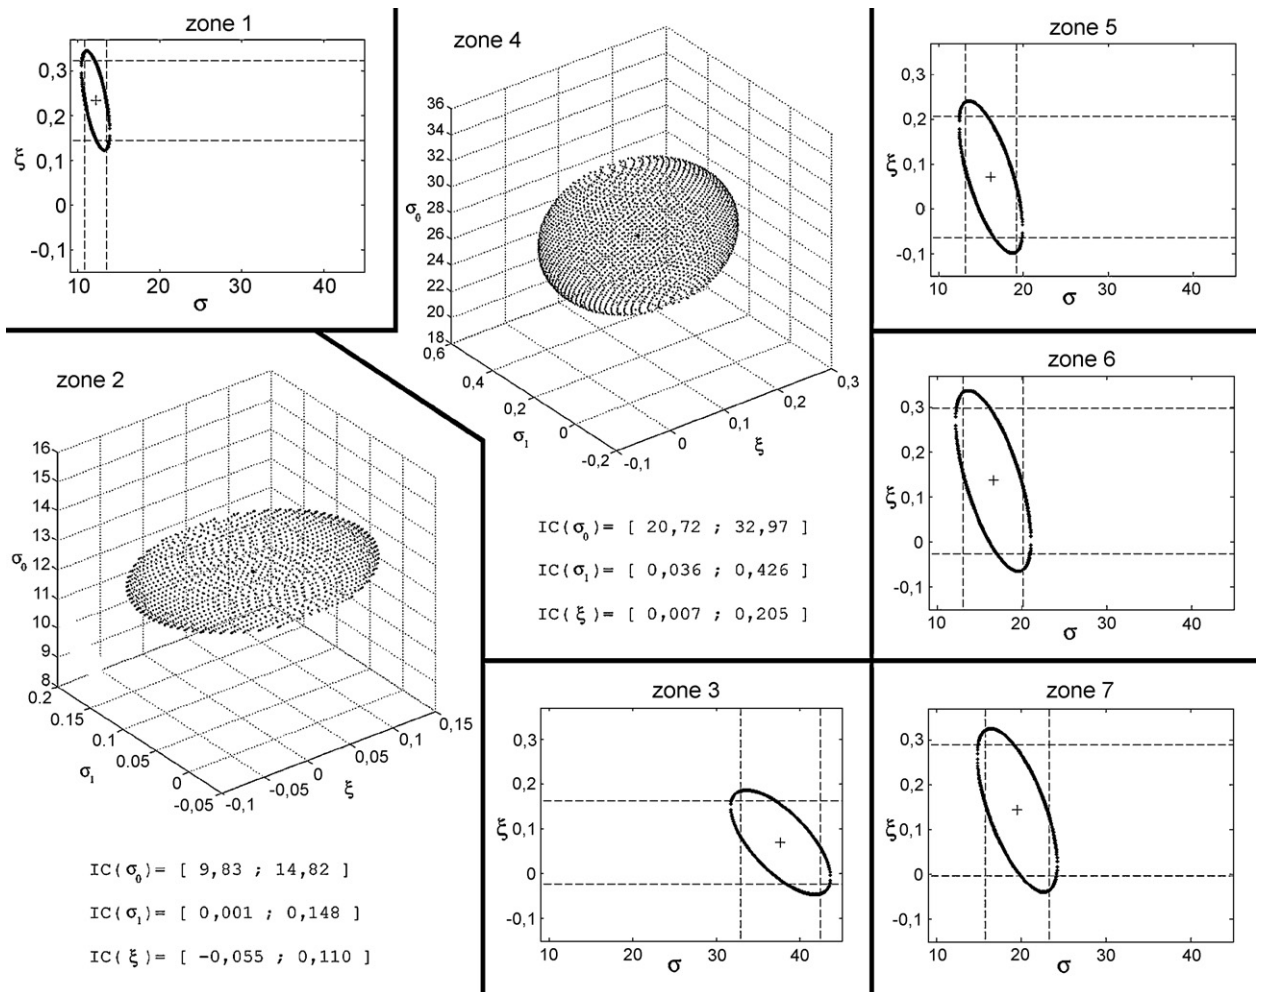 zone 1
0,3
0,2
ξ
0,1
0
-0,1
10 20 30 40
σ
zone 4
36
34
32
30
28
σ0
26
24
22
20
18
0,6
0,4
0,2
0
-0,2
σ1
-0,1
0
0,1
0,2
0,3
ξ
IC(σ0)= [ 20,72 ; 32,97 ]
IC(σ1)= [ 0,036 ; 0,426 ]
IC(ξ)= [ 0,007 ; 0,205 ]
zone 5
0,3
0,2
ξ
0,1
0
-0,1
10 20 30 40
σ
zone 2
16
15
14
13
σ0
12
11
10
9
8
0.2
0.15
0.1
0.05
0
-0,05
σ1
-0,1
-0,05
0
0,05
0,1
0,15
ξ
IC(σ0)= [ 9,83 ; 14,82 ]
IC(σ1)= [ 0,001 ; 0,148 ]
IC(ξ)= [ -0,055 ; 0,110 ]
zone 6
0,3
0,2
ξ
0,1
0
-0,1
10 20 30 40
σ
zone 3
0,3
0,2
ξ
0,1
0
-0,1
10 20 30 40
σ
zone 7
0,3
0,2
ξ
0,1
0
-0,1
10 20 30 40
σ